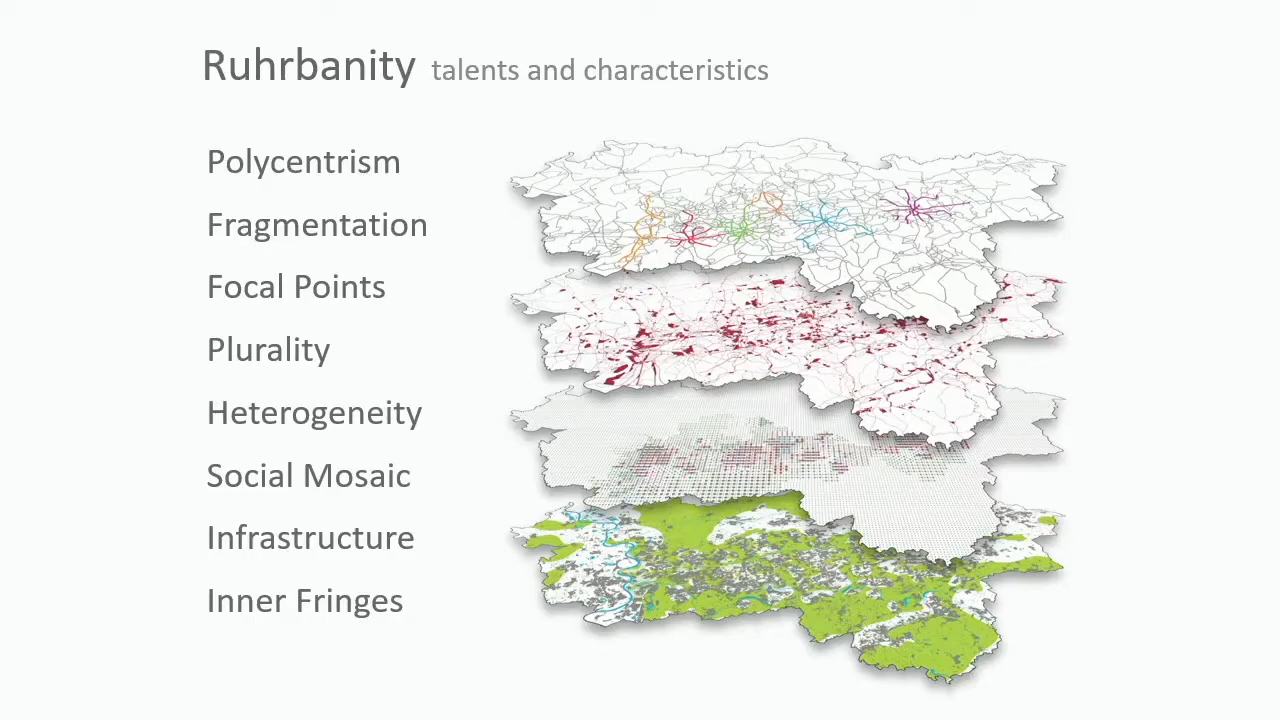 Ruhrbanity talents and characteristics
Polycentrism
Fragmentation
Focal Points
Plurality
Heterogeneity
Social Mosaic
Infrastructure
Inner Fringes